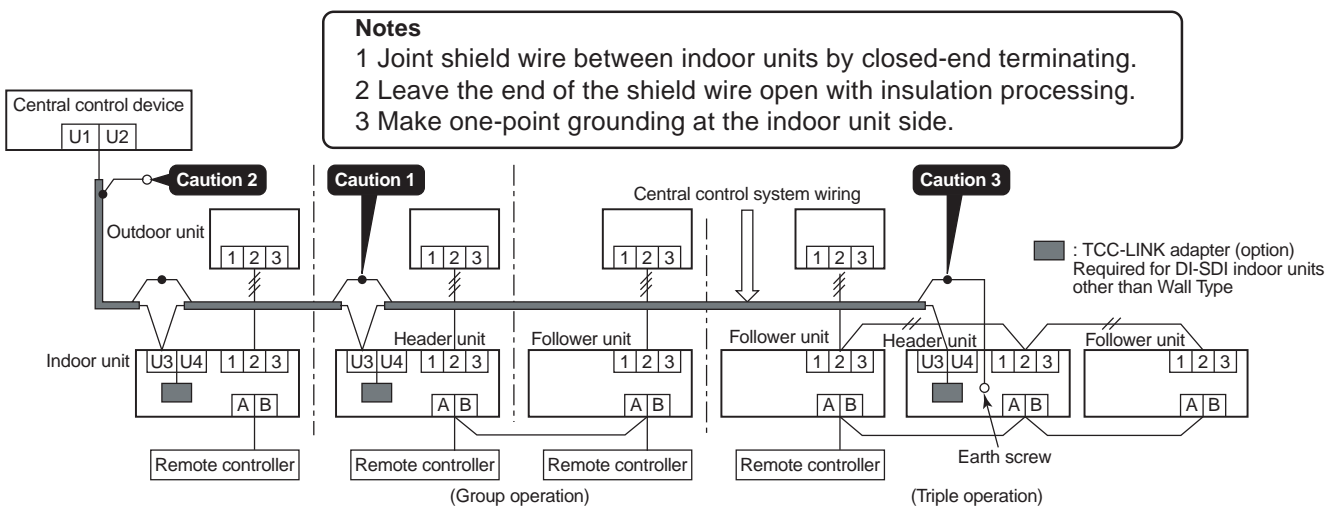 Notes
1 Joint shield wire between indoor units by closed-end terminating.
2 Leave the end of the shield wire open with insulation processing.
3 Make one-point grounding at the indoor unit side.
Central control device
U1 U2
Caution 2
Caution 1
Central control system wiring
Caution 3
Outdoor unit
1 2 3
1 2 3
1 2 3
1 2 3
: TCC-LINK adapter (option)
Required for DI-SDI indoor units
other than Wall Type
Indoor unit
U3 U4 1 2 3
A B
Header unit
U3 U4 1 2 3
A B
Follower unit
1 2 3
A B
Follower unit
1 2 3
A B
Header unit
U3 U4 1 2 3
A B
Follower unit
1 2 3
A B
Remote controller
Remote controller
Remote controller
Remote controller
Earth screw
(Group operation)
(Triple operation)